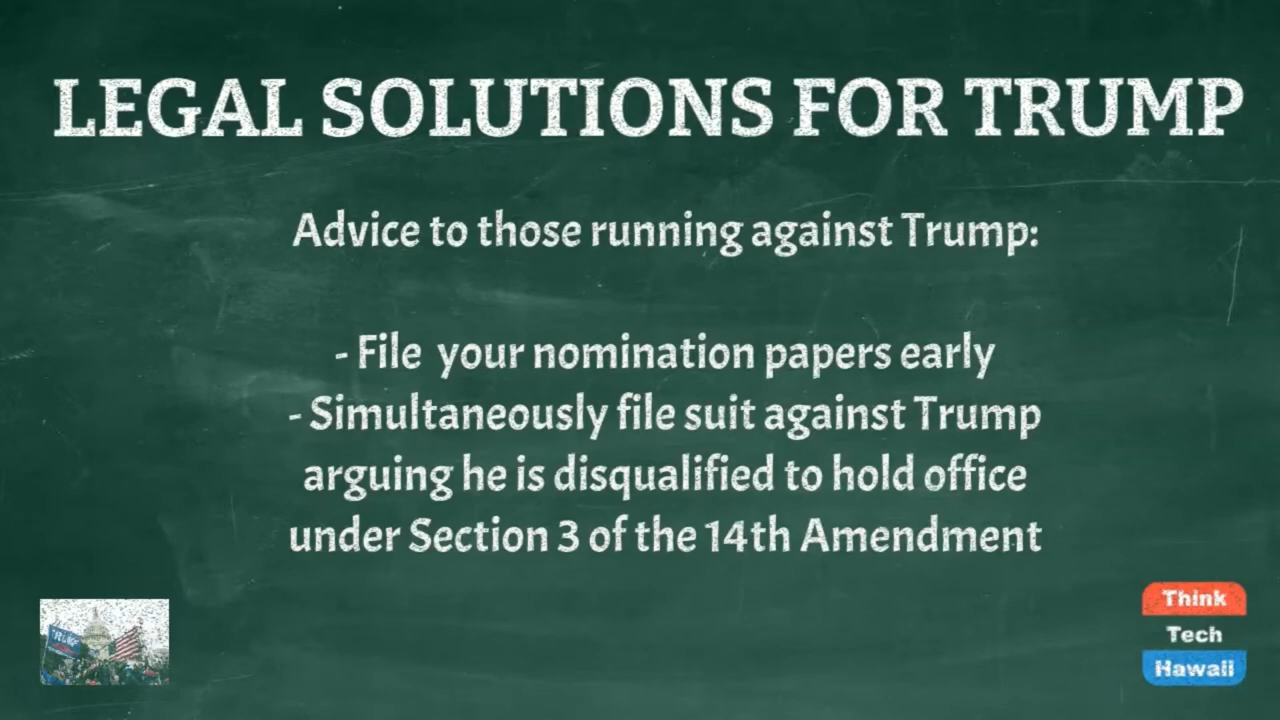 LEGAL SOLUTIONS FOR TRUMP
Advice to those running against Trump:
- File your nomination papers early
- Simultaneously file suit against Trump
arguing he is disqualified to hold office
under Section 3 of the 14th Amendment
TRUMP
Think
Tech
Hawaii